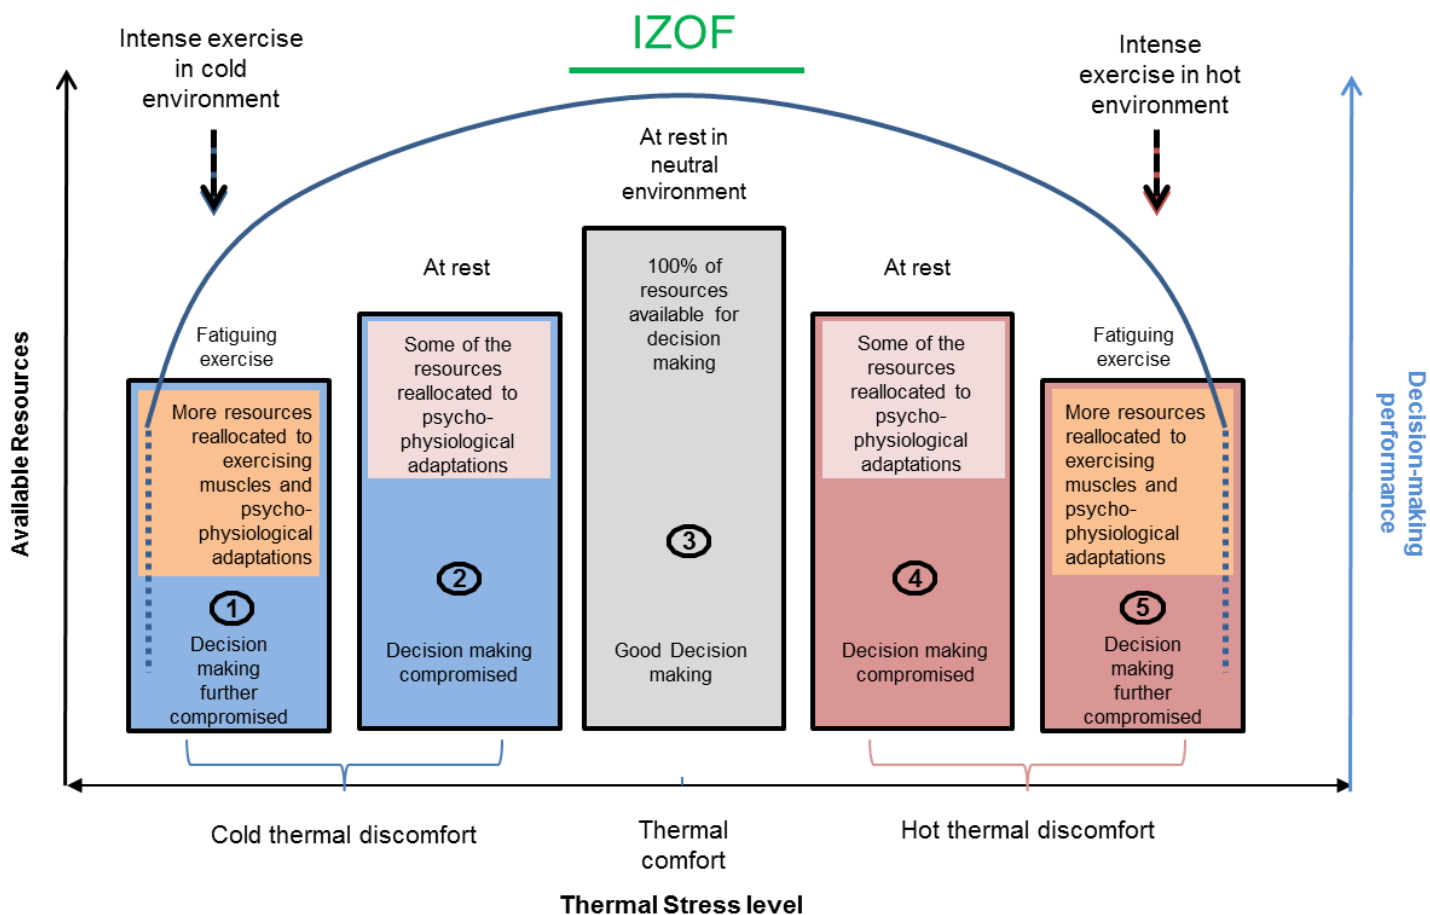 IZOF
Intense exercise
in cold
environment
Intense
exercise in hot
environment
At rest in
neutral
environment
At rest
At rest
Fatiguing
exercise
Fatiguing
exercise
Available Resources
Decision-making
performance
More resources
reallocated to
exercising
muscles and
psycho-
physiological
adaptations
1
Decision
making
further
compromised
Some of the
resources
reallocated to
psycho-
physiological
adaptations
2
Decision making
compromised
100% of
resources
available for
decision
making
3
Good Decision
making
Some of the
resources
reallocated to
psycho-
physiological
adaptations
4
Decision making
compromised
More resources
reallocated to
exercising
muscles and
psycho-
physiological
adaptations
5
Decision
making
further
compromised
Cold thermal discomfort
Thermal
comfort
Hot thermal discomfort
Thermal Stress level